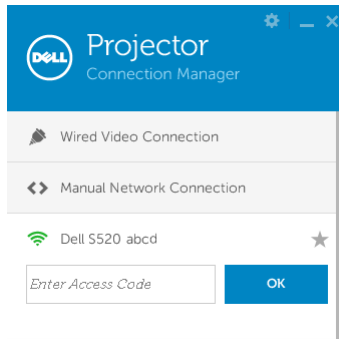 DELL
Projector
Connection Manager
Wired Video Connection
Manual Network Connection
Dell S520 abcd
Enter Access Code
OK